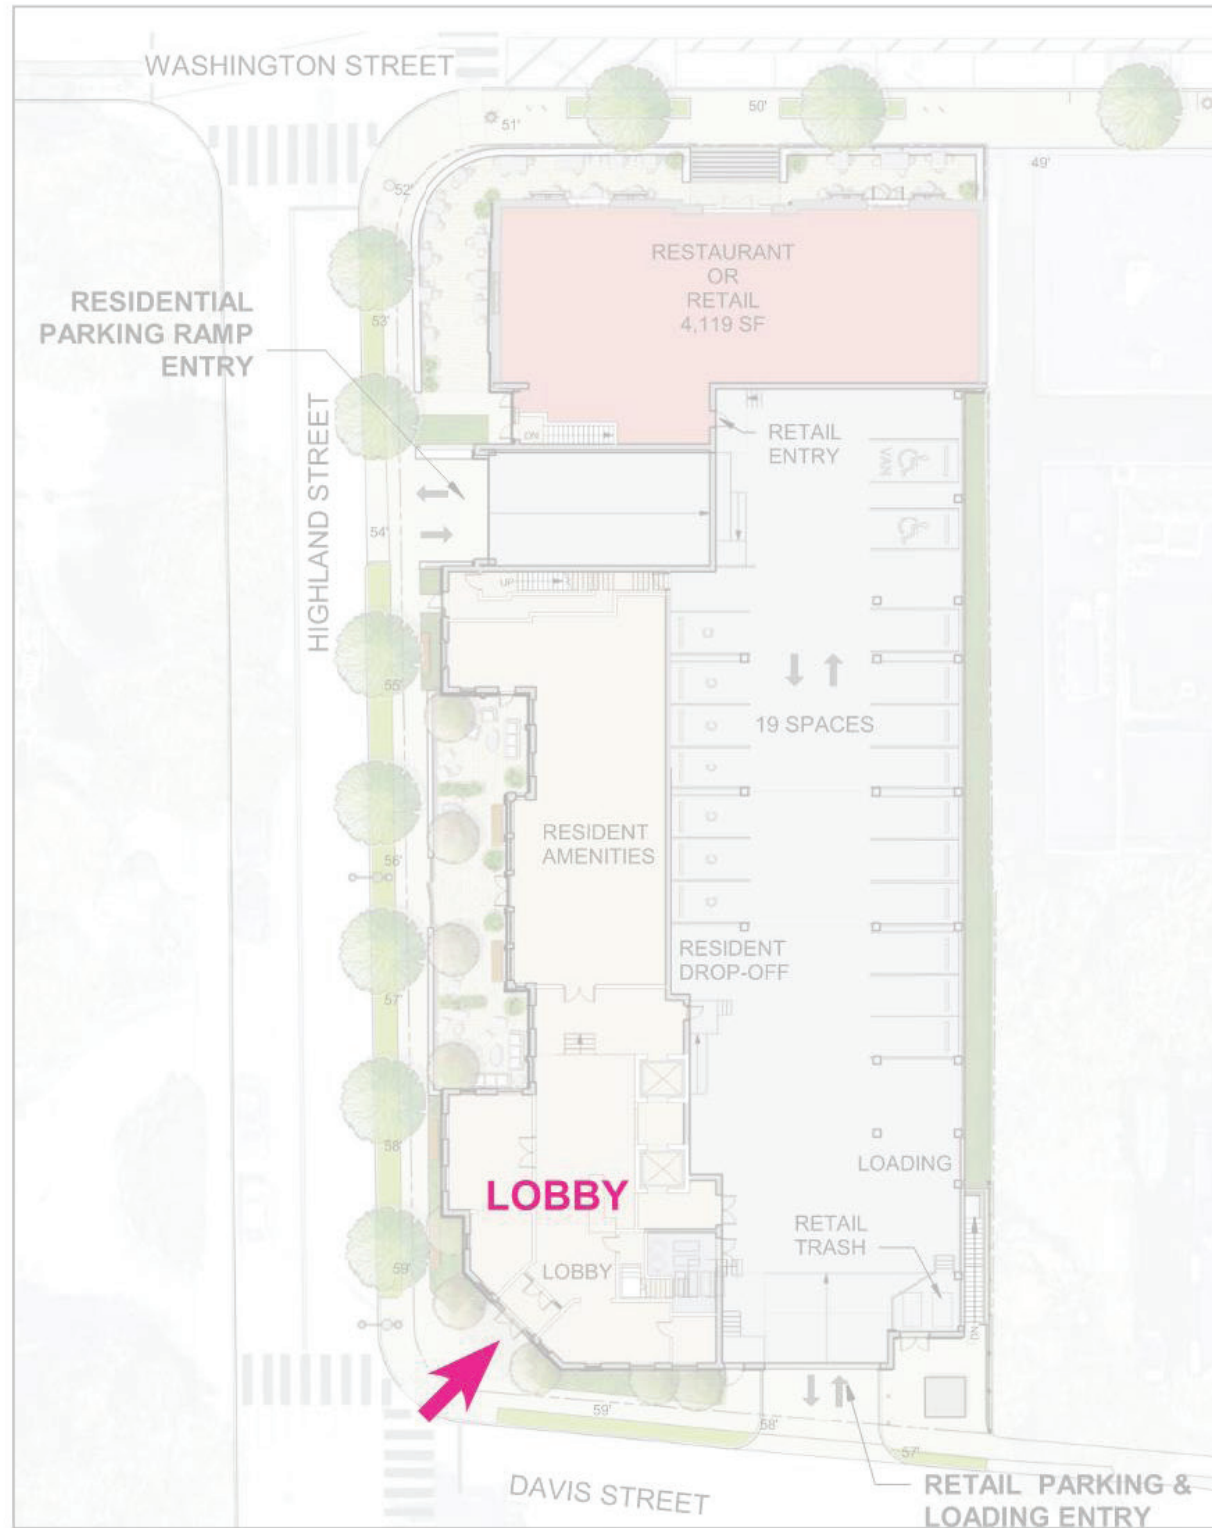 WASHINGTON STREET
50'
51'
49'
52'
RESTAURANT
OR
RETAIL
4,119 SF
RESIDENTIAL
PARKING RAMP
ENTRY
53'
HIGHLAND STREET
RETAIL
ENTRY
DN
VAN
54'
UP
55'
19 SPACES
RESIDENT
AMENITIES
56'
RESIDENT
DROP-OFF
57'
58'
LOADING
LOBBY
RETAIL
TRASH
LOBBY
59'
DN
59'
58'
57'
DAVIS STREET
RETAIL PARKING &
LOADING ENTRY